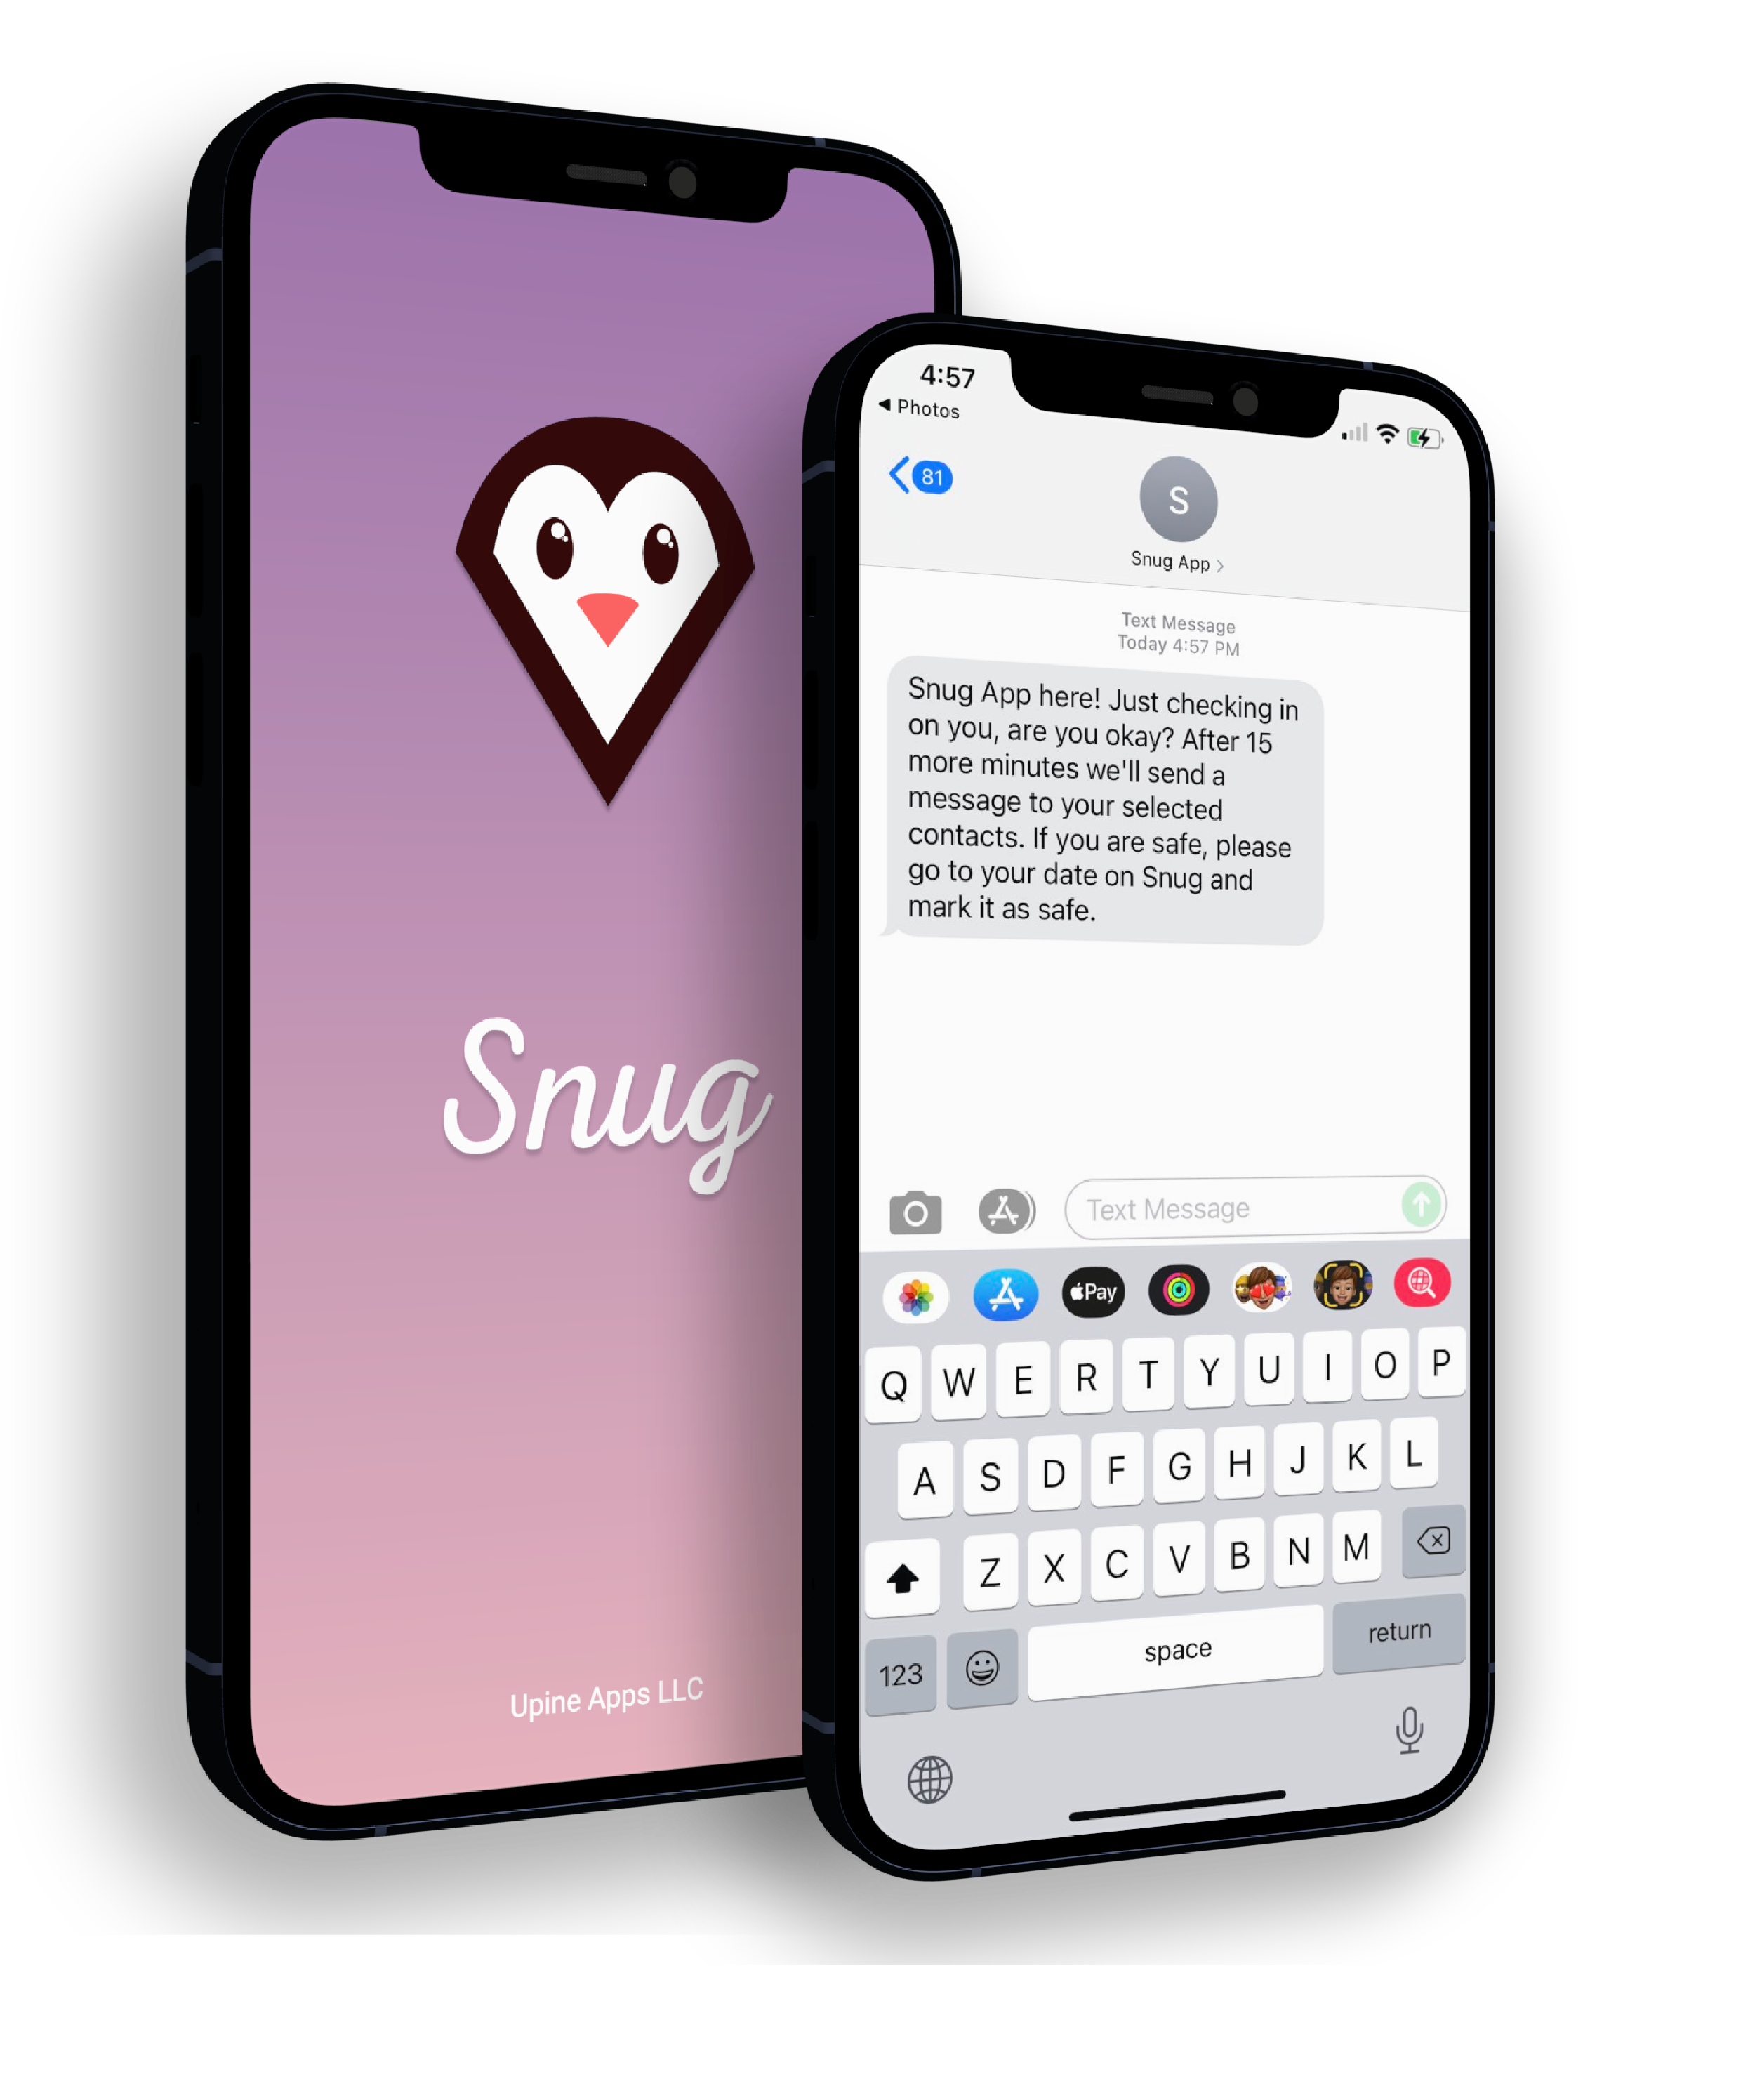 Snug
Upine Apps LLC
4:57
◀ Photos
81
S
Snug App >
Text Message
Today 4:57 PM
Snug App here! Just checking in
on you, are you okay? After 15
more minutes we'll send a
message to your selected
contacts. If you are safe, please
go to your date on Snug and
mark it as safe.
Text Message
Pay
Q W E R T Y U I O P
A S D F G H J K L
Z X C V B N M
123 space return